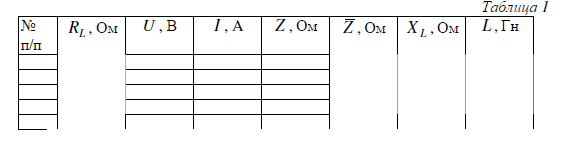 Таблица 1
№ п/п R_L, Ом U, В I, А Z, Ом Z̅, Ом X_L, Ом L, Гн